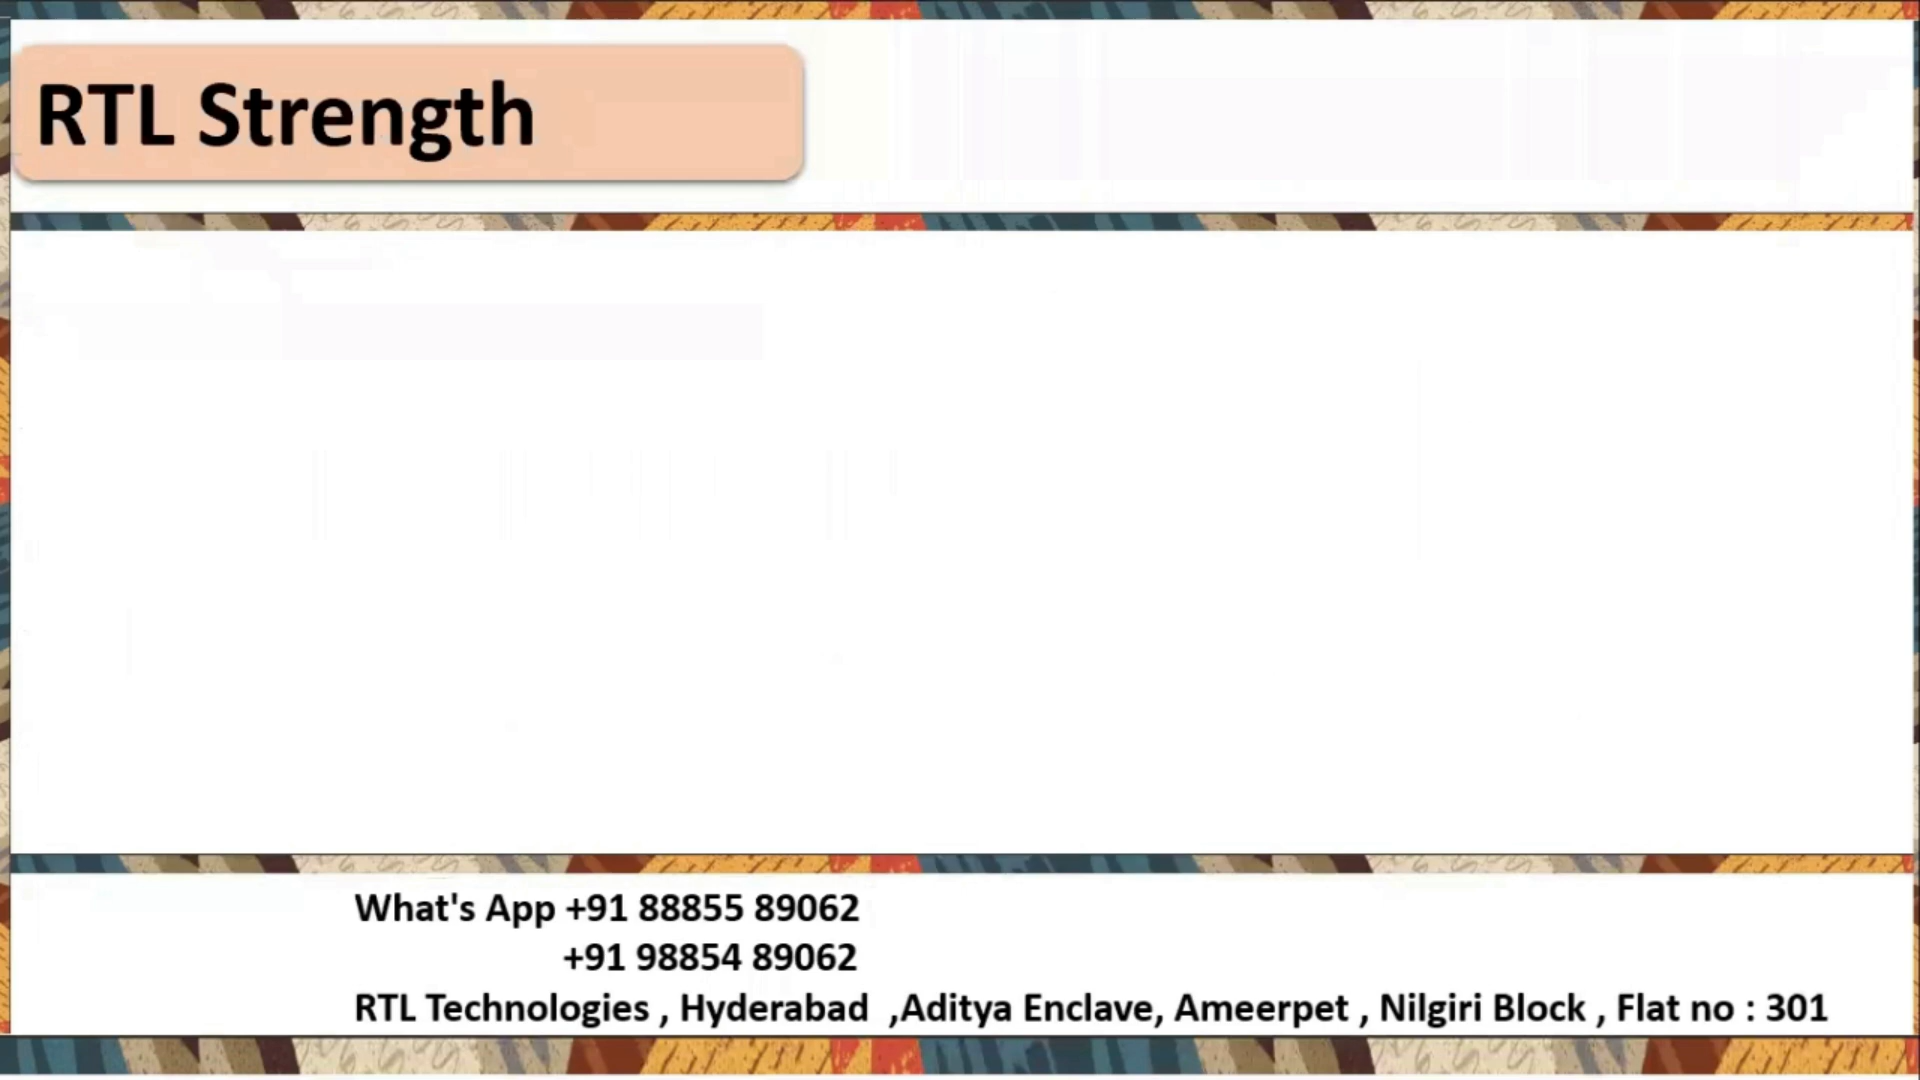 RTL Strength
What's App +91 88855 89062
+91 98854 89062
RTL Technologies , Hyderabad  ,Aditya Enclave, Ameerpet , Nilgiri Block , Flat no : 301